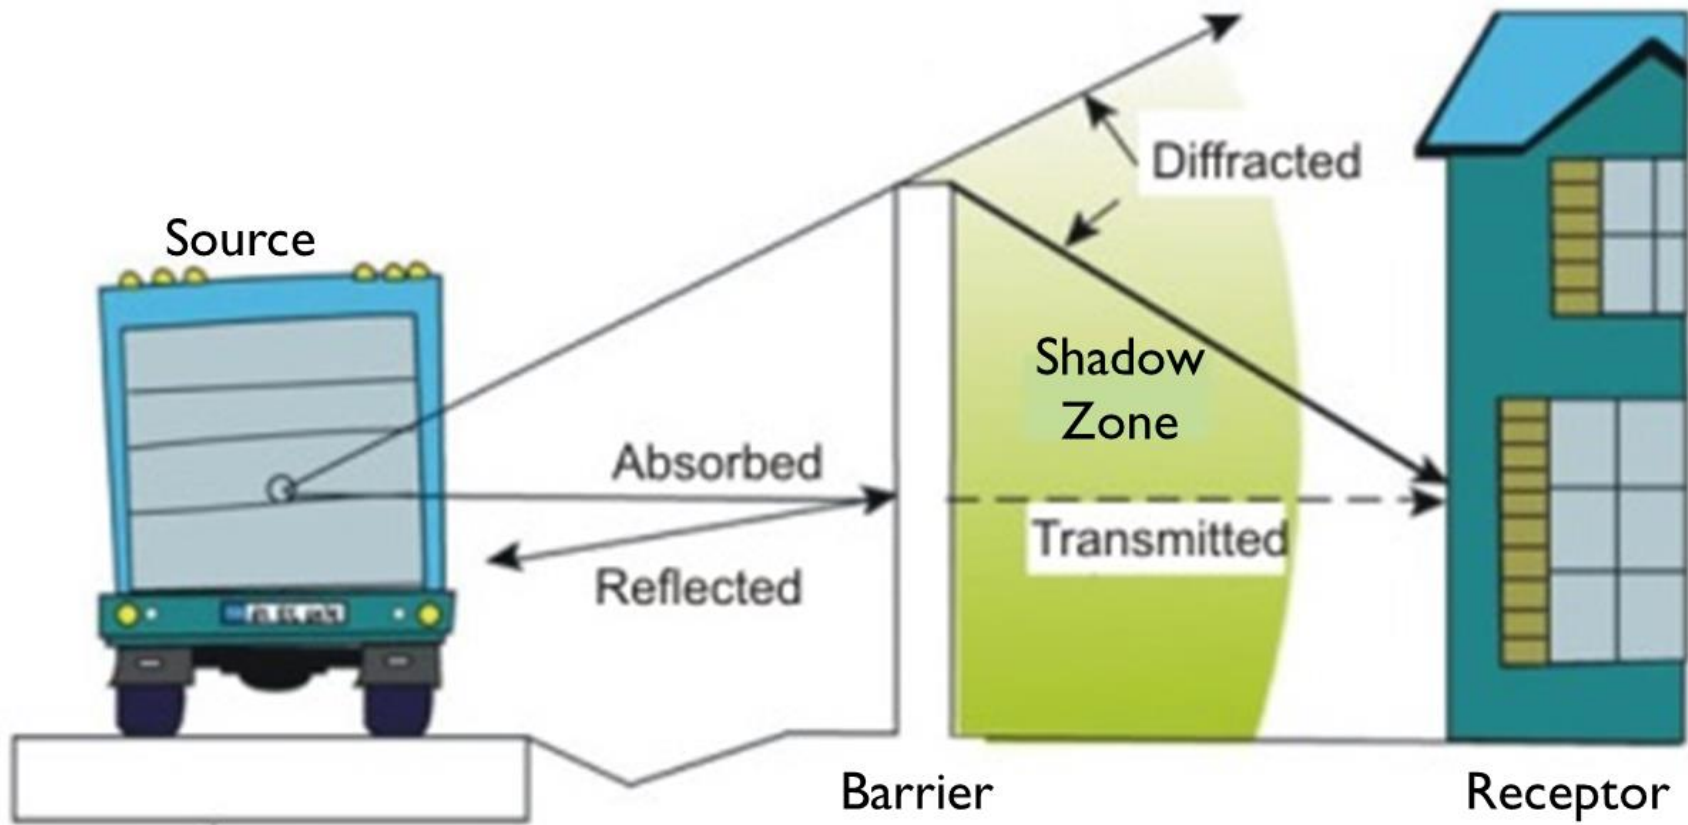 Diffracted
Source
Shadow
Zone
Absorbed
Transmitted
Reflected
Barrier
Receptor